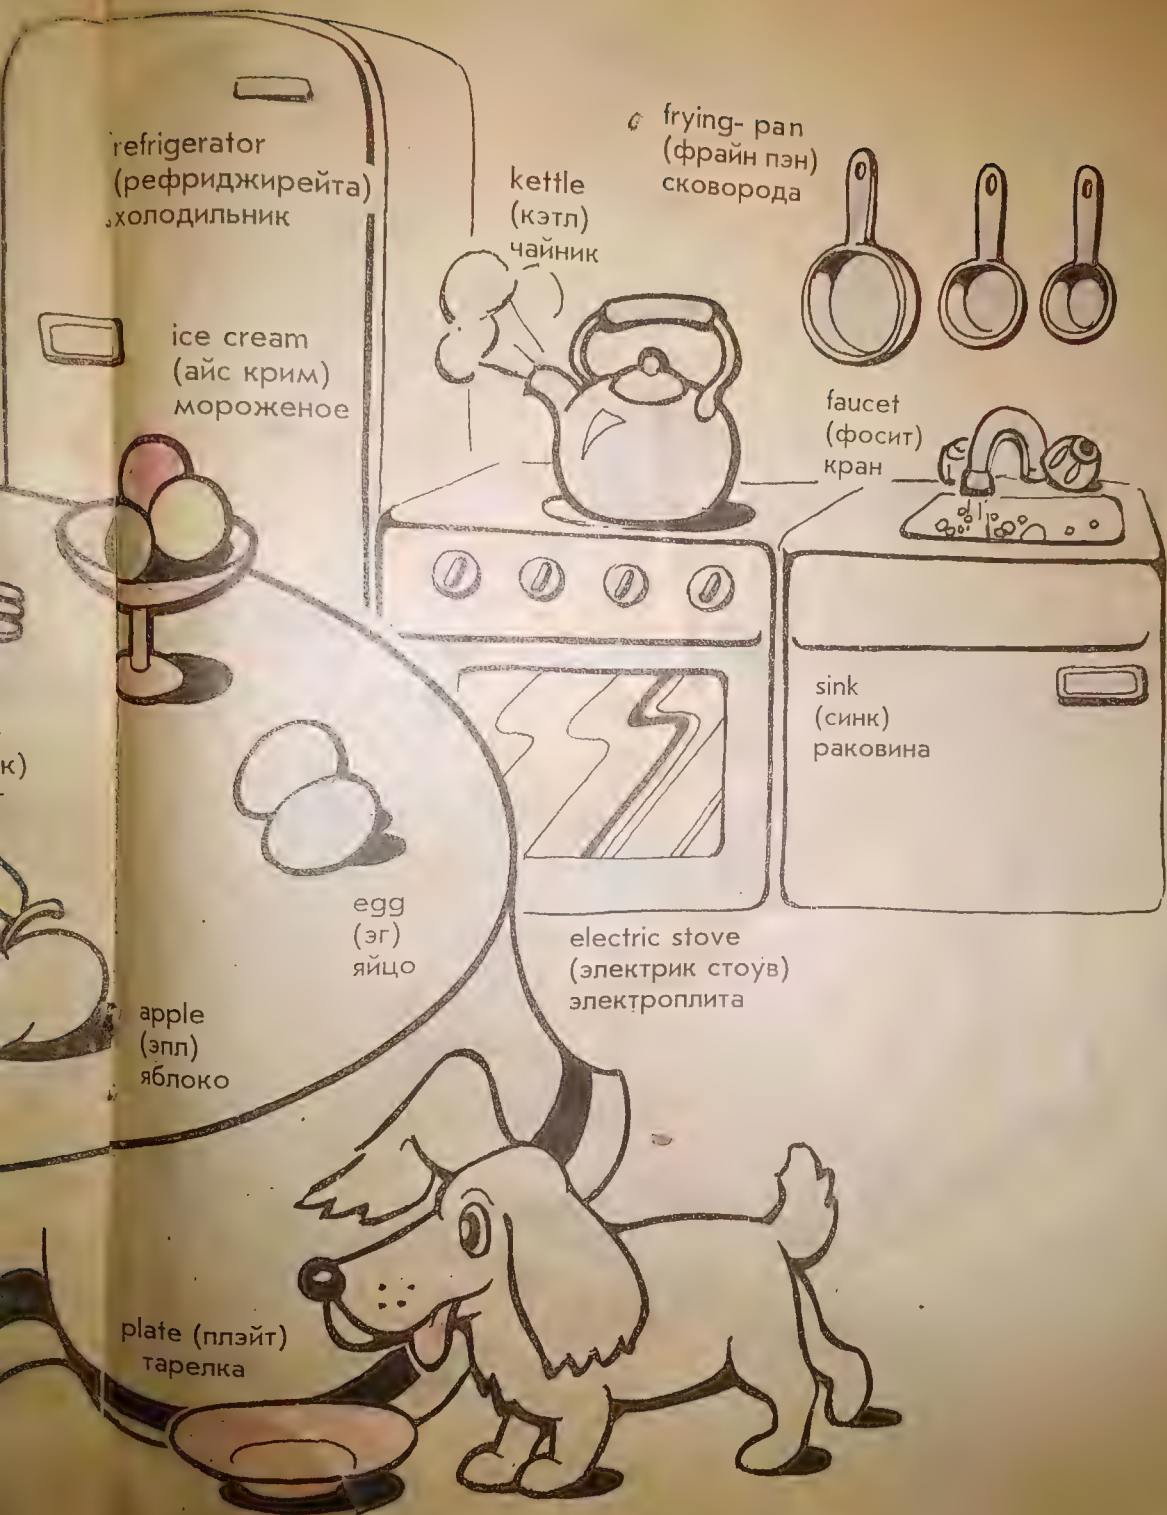 refrigerator
(рефриджирейта)
холодильник
frying- pan
(фрайн пэн)
сковорода
kettle
(кэтл)
чайник
ice cream
(айс крим)
мороженое
faucet
(фосит)
кран
sink
(синк)
раковина
к)
egg
(эг)
яйцо
electric stove
(электрик стоув)
электроплита
apple
(эпл)
яблоко
plate (плэйт)
тарелка